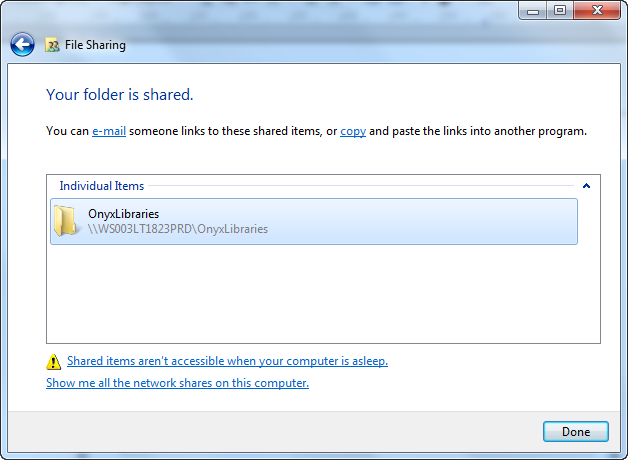 File Sharing
Your folder is shared.
You can e-mail someone links to these shared items, or copy and paste the links into another program.
Individual Items
OnyxLibraries
\\WS003LT1823PRD\OnyxLibraries
Shared items aren't accessible when your computer is asleep.
Show me all the network shares on this computer.
Done